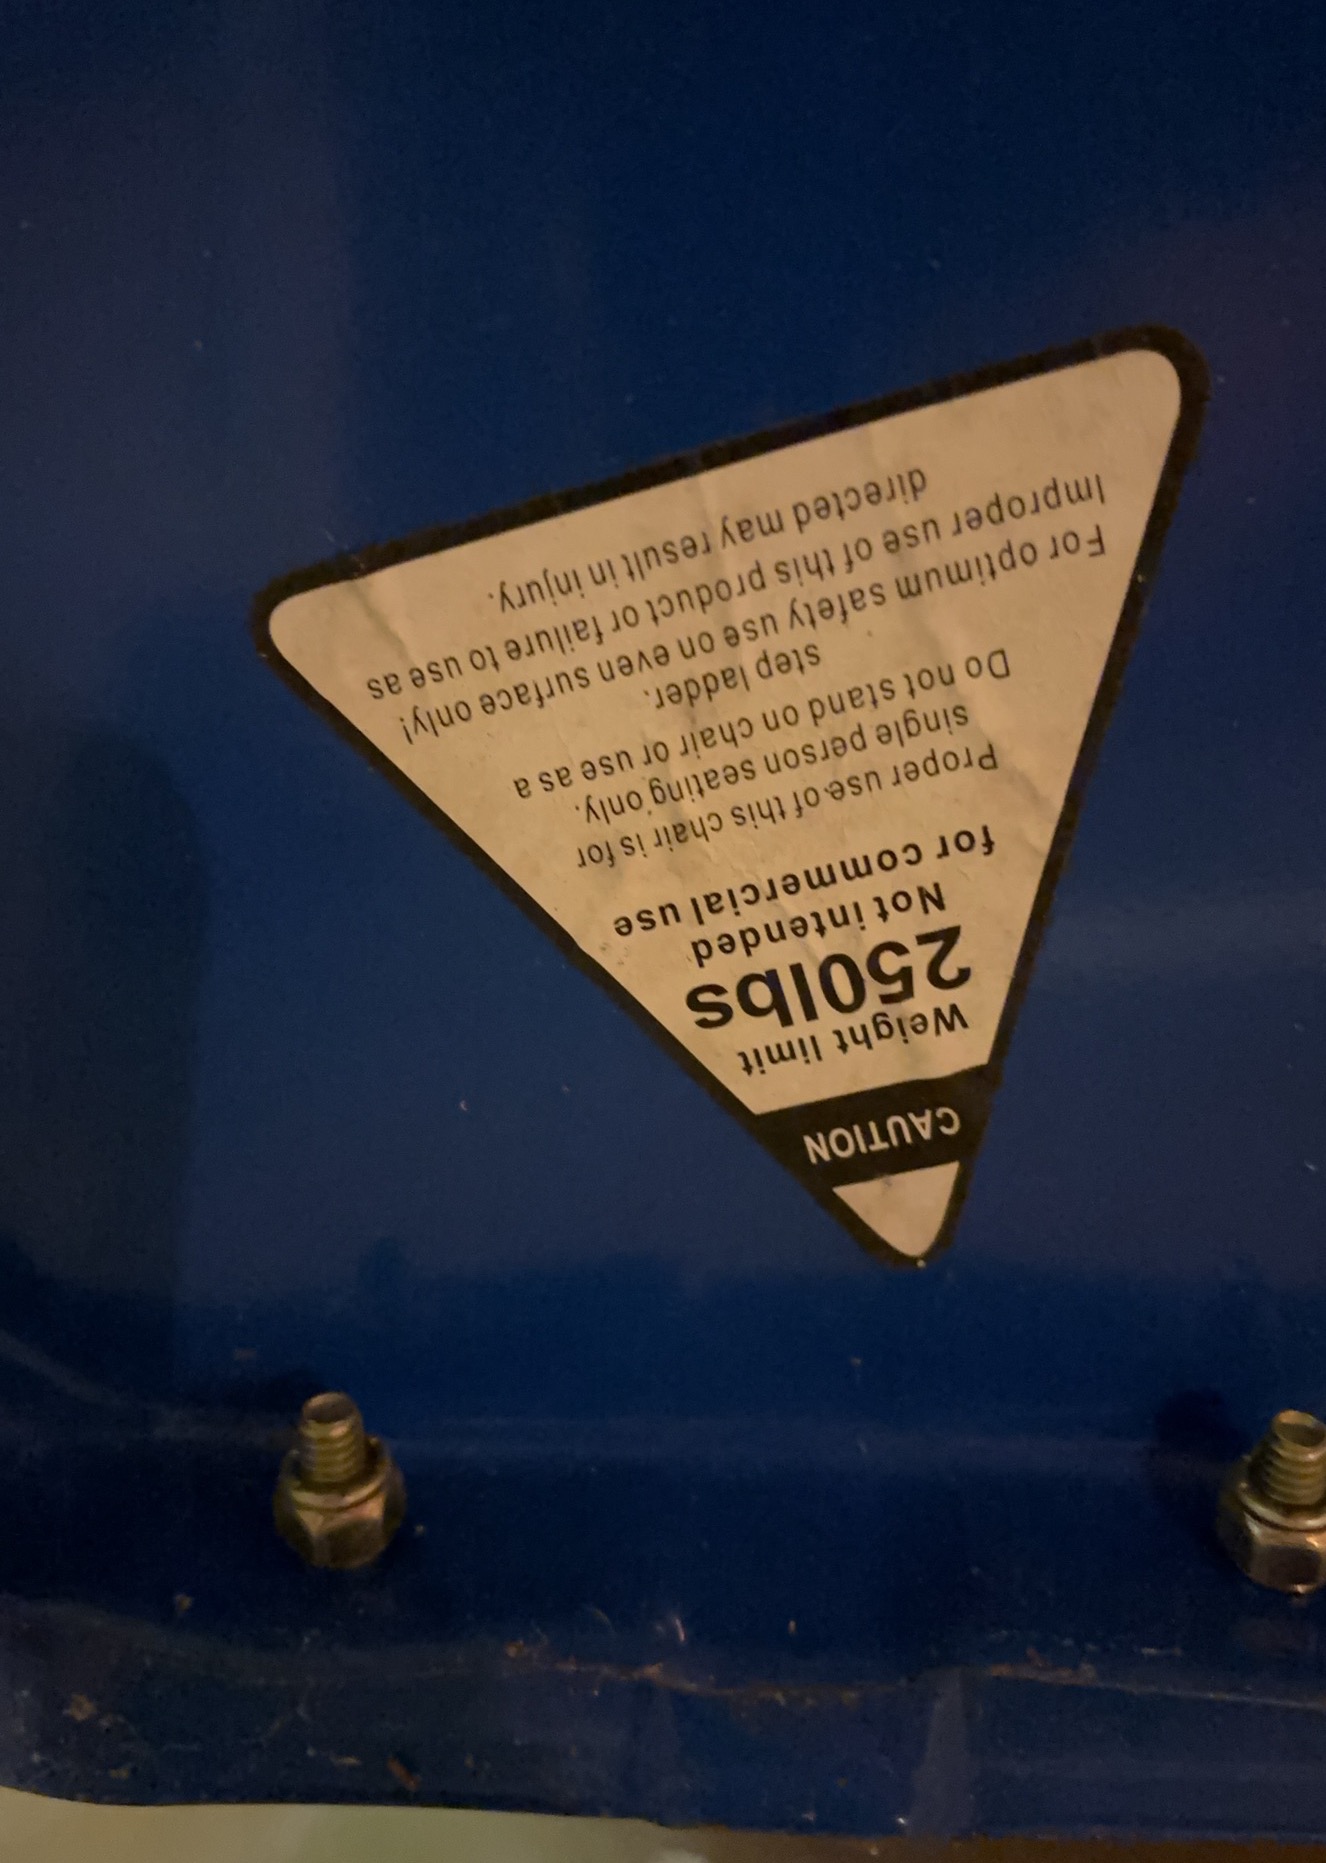 CAUTION
Weight limit
250lbs
Not intended
for commercial use
Proper use of this chair is for
single person seating only.
Do not stand on chair or use as a
step ladder.
For optimum safety use on even surface only!
Improper use of this product or failure to use as
directed may result in injury.